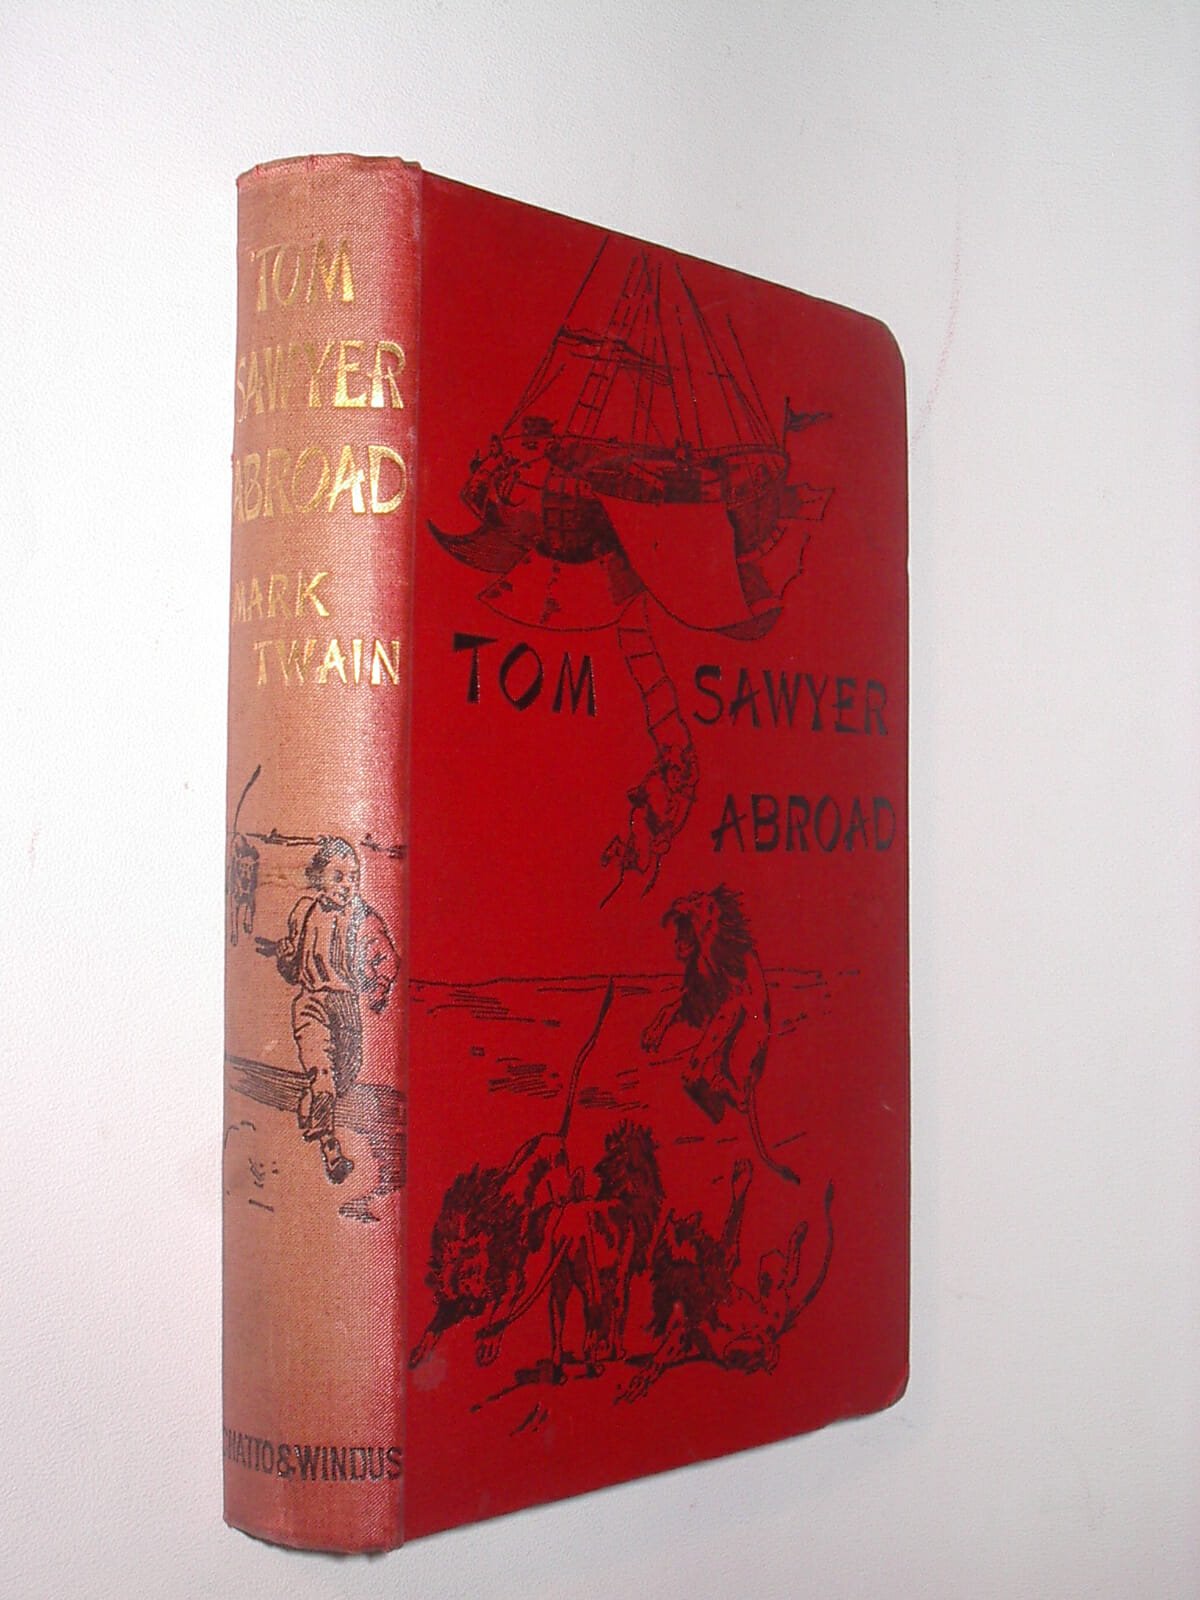 TOM
SAWYER
ABROAD
MARK
TWAIN
CHATTO & WINDUS
TOM SAWYER
ABROAD